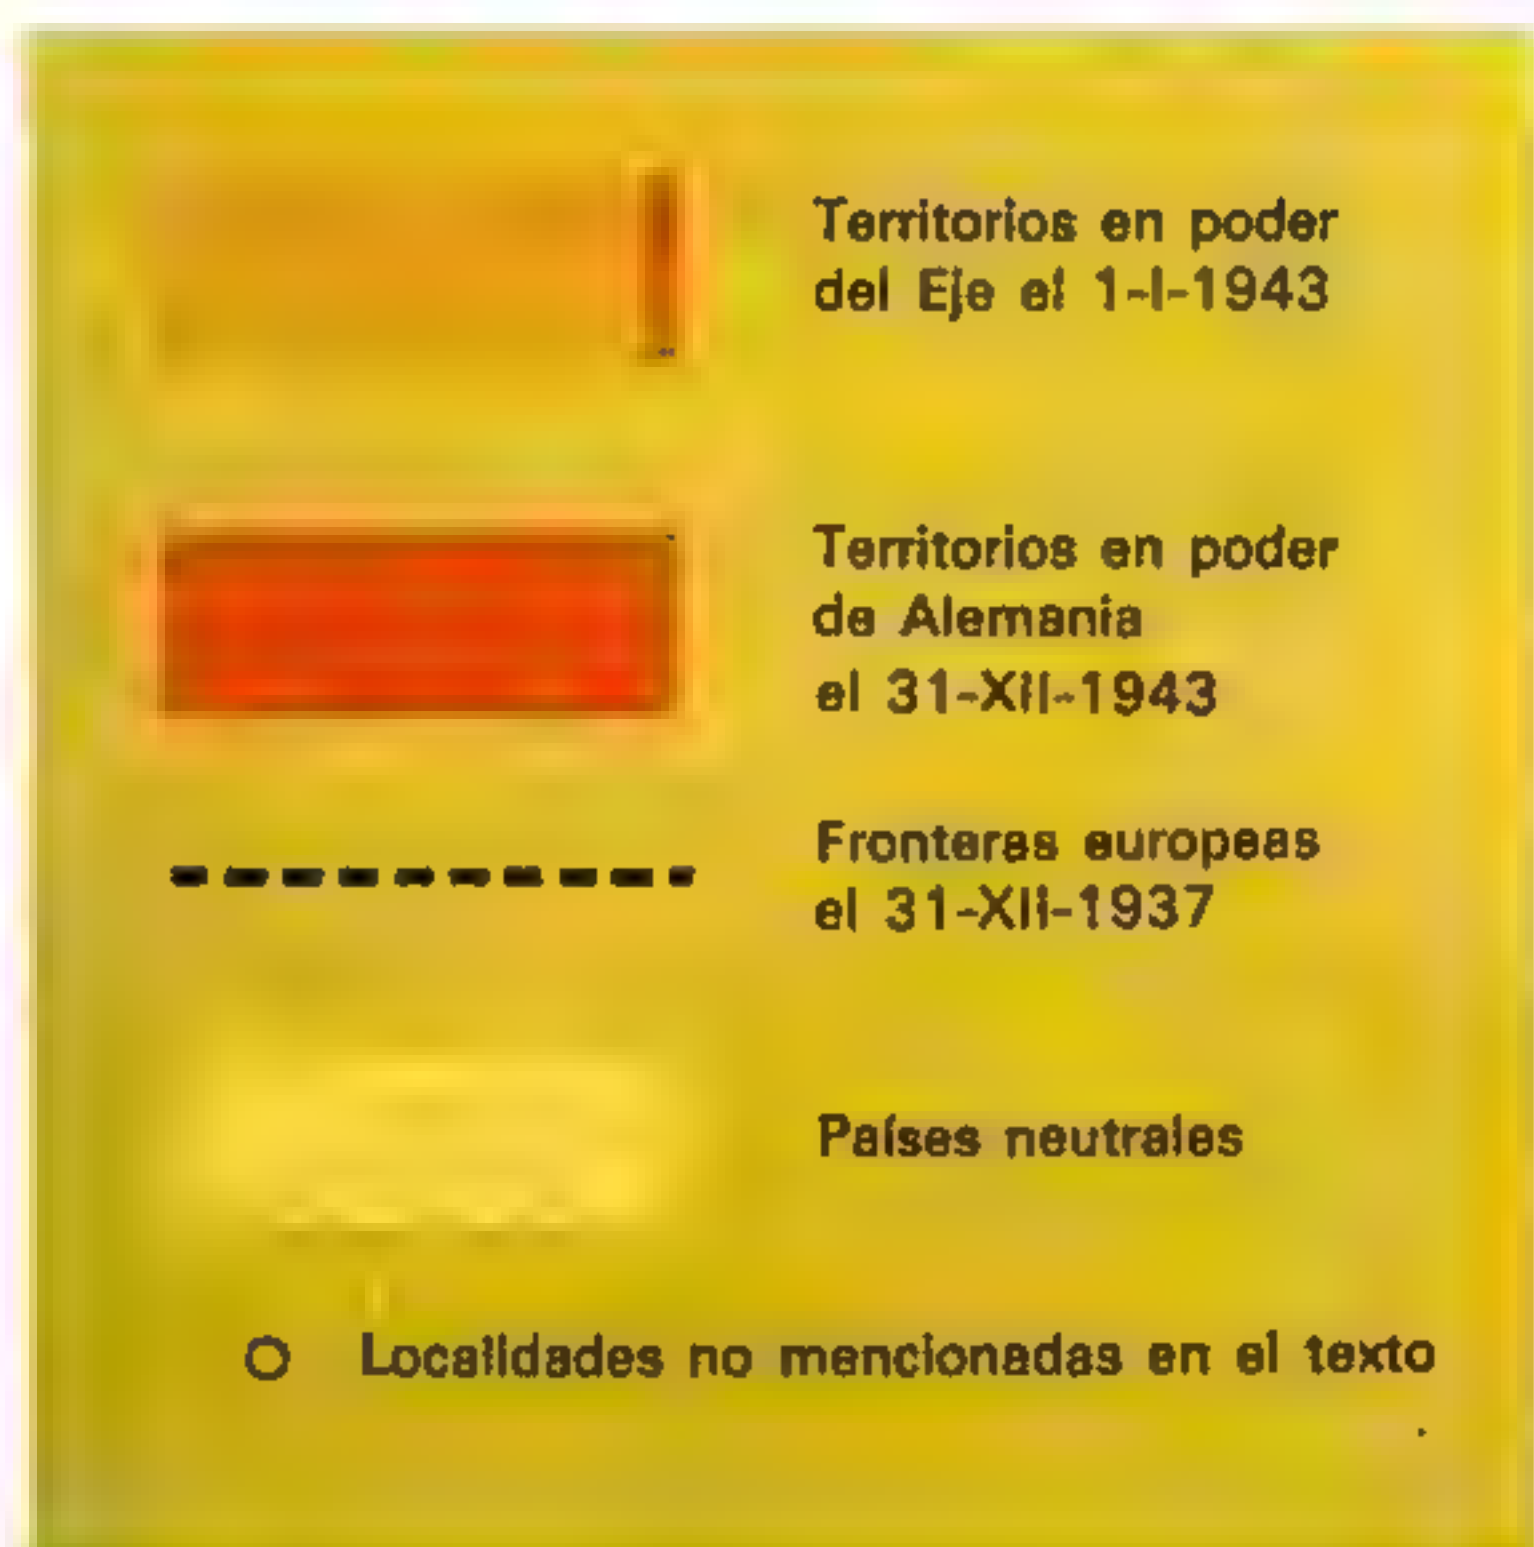 Territorios en poder
del Eje el 1-I-1943
Territorios en poder
de Alemania
el 31-XII-1943
Fronteras europeas
el 31-XII-1937
Países neutrales
Localidades no mencionadas en el texto